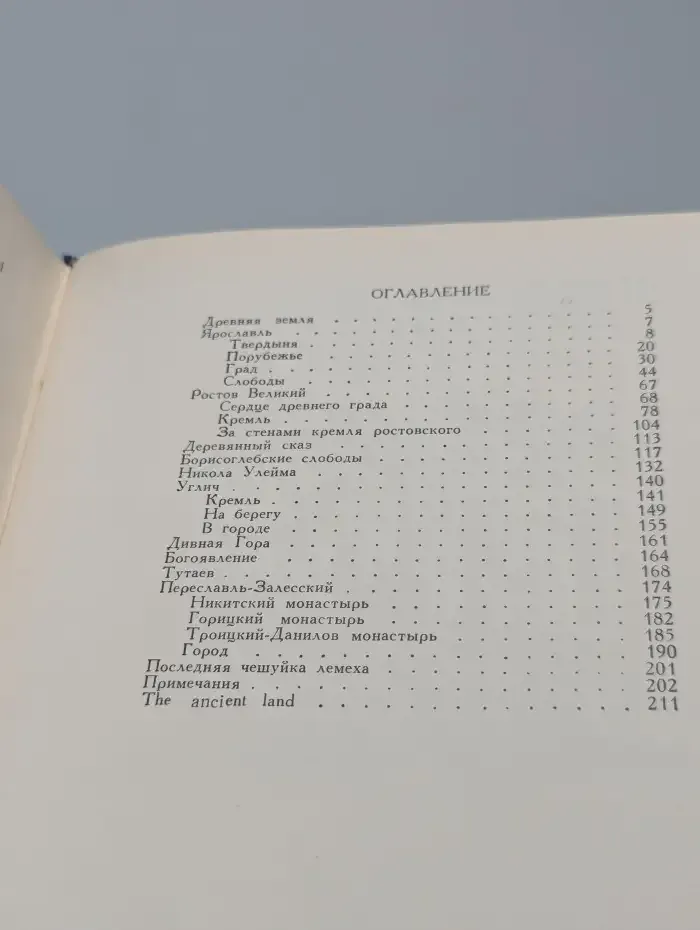 ОГЛАВЛЕНИЕ
Древняя земля 5
Ярославль 7
Твердыня 8
Порубежье 20
Град 30
Слободы 44
Ростов Великий 67
Сердце древнего града 68
Кремль 78
За стенами кремля ростовского 104
Деревянный сказ 113
Борисоглебские слободы 117
Никола Улейма 132
Углич 140
Кремль 141
На берегу 149
В городе 155
Дивная Гора 161
Богоявление 164
Тутаев 168
Переславль-Залесский 174
Никитский монастырь 175
Горицкий монастырь 182
Троицкий-Данилов монастырь 185
Город 190
Последняя чешуйка лемеха 201
Примечания 202
The ancient land 211